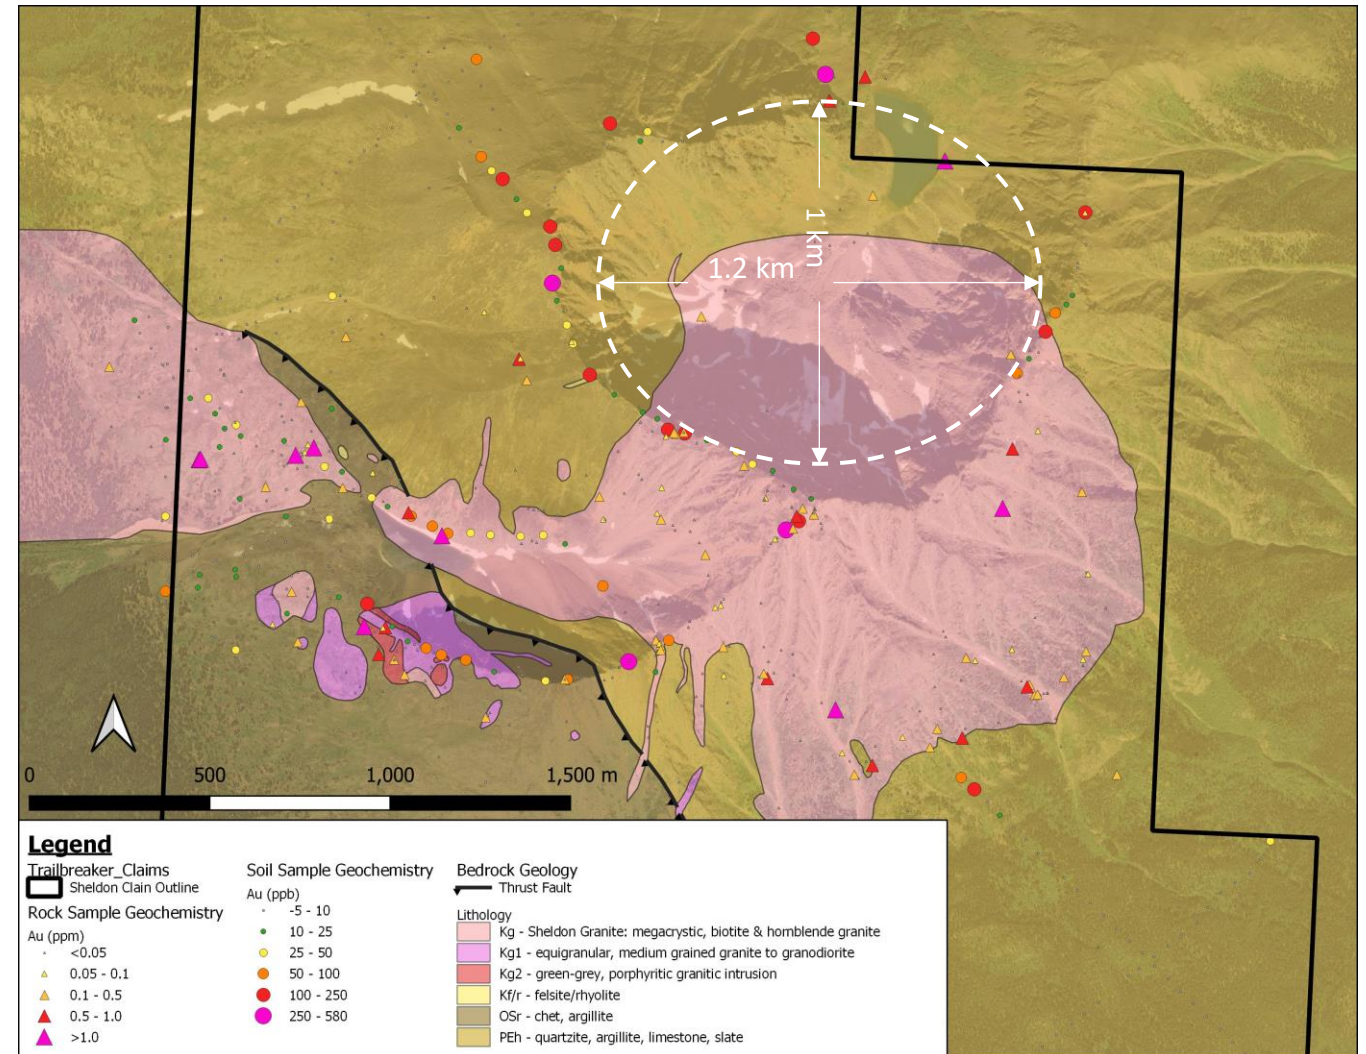 1 km
1.2 km
0 500 1,000 1,500 m
Legend
Trailbreaker_Claims
Sheldon Clain Outline
Rock Sample Geochemistry
Au (ppm)
<0.05
0.05 - 0.1
0.1 - 0.5
0.5 - 1.0
>1.0
Soil Sample Geochemistry
Au (ppb)
-5 - 10
10 - 25
25 - 50
50 - 100
100 - 250
250 - 580
Bedrock Geology
Thrust Fault
Lithology
Kg - Sheldon Granite: megacrystic, biotite & hornblende granite
Kg1 - equigranular, medium grained granite to granodiorite
Kg2 - green-grey, porphyritic granitic intrusion
Kf/r - felsite/rhyolite
OSr - chet, argillite
PEh - quartzite, argillite, limestone, slate